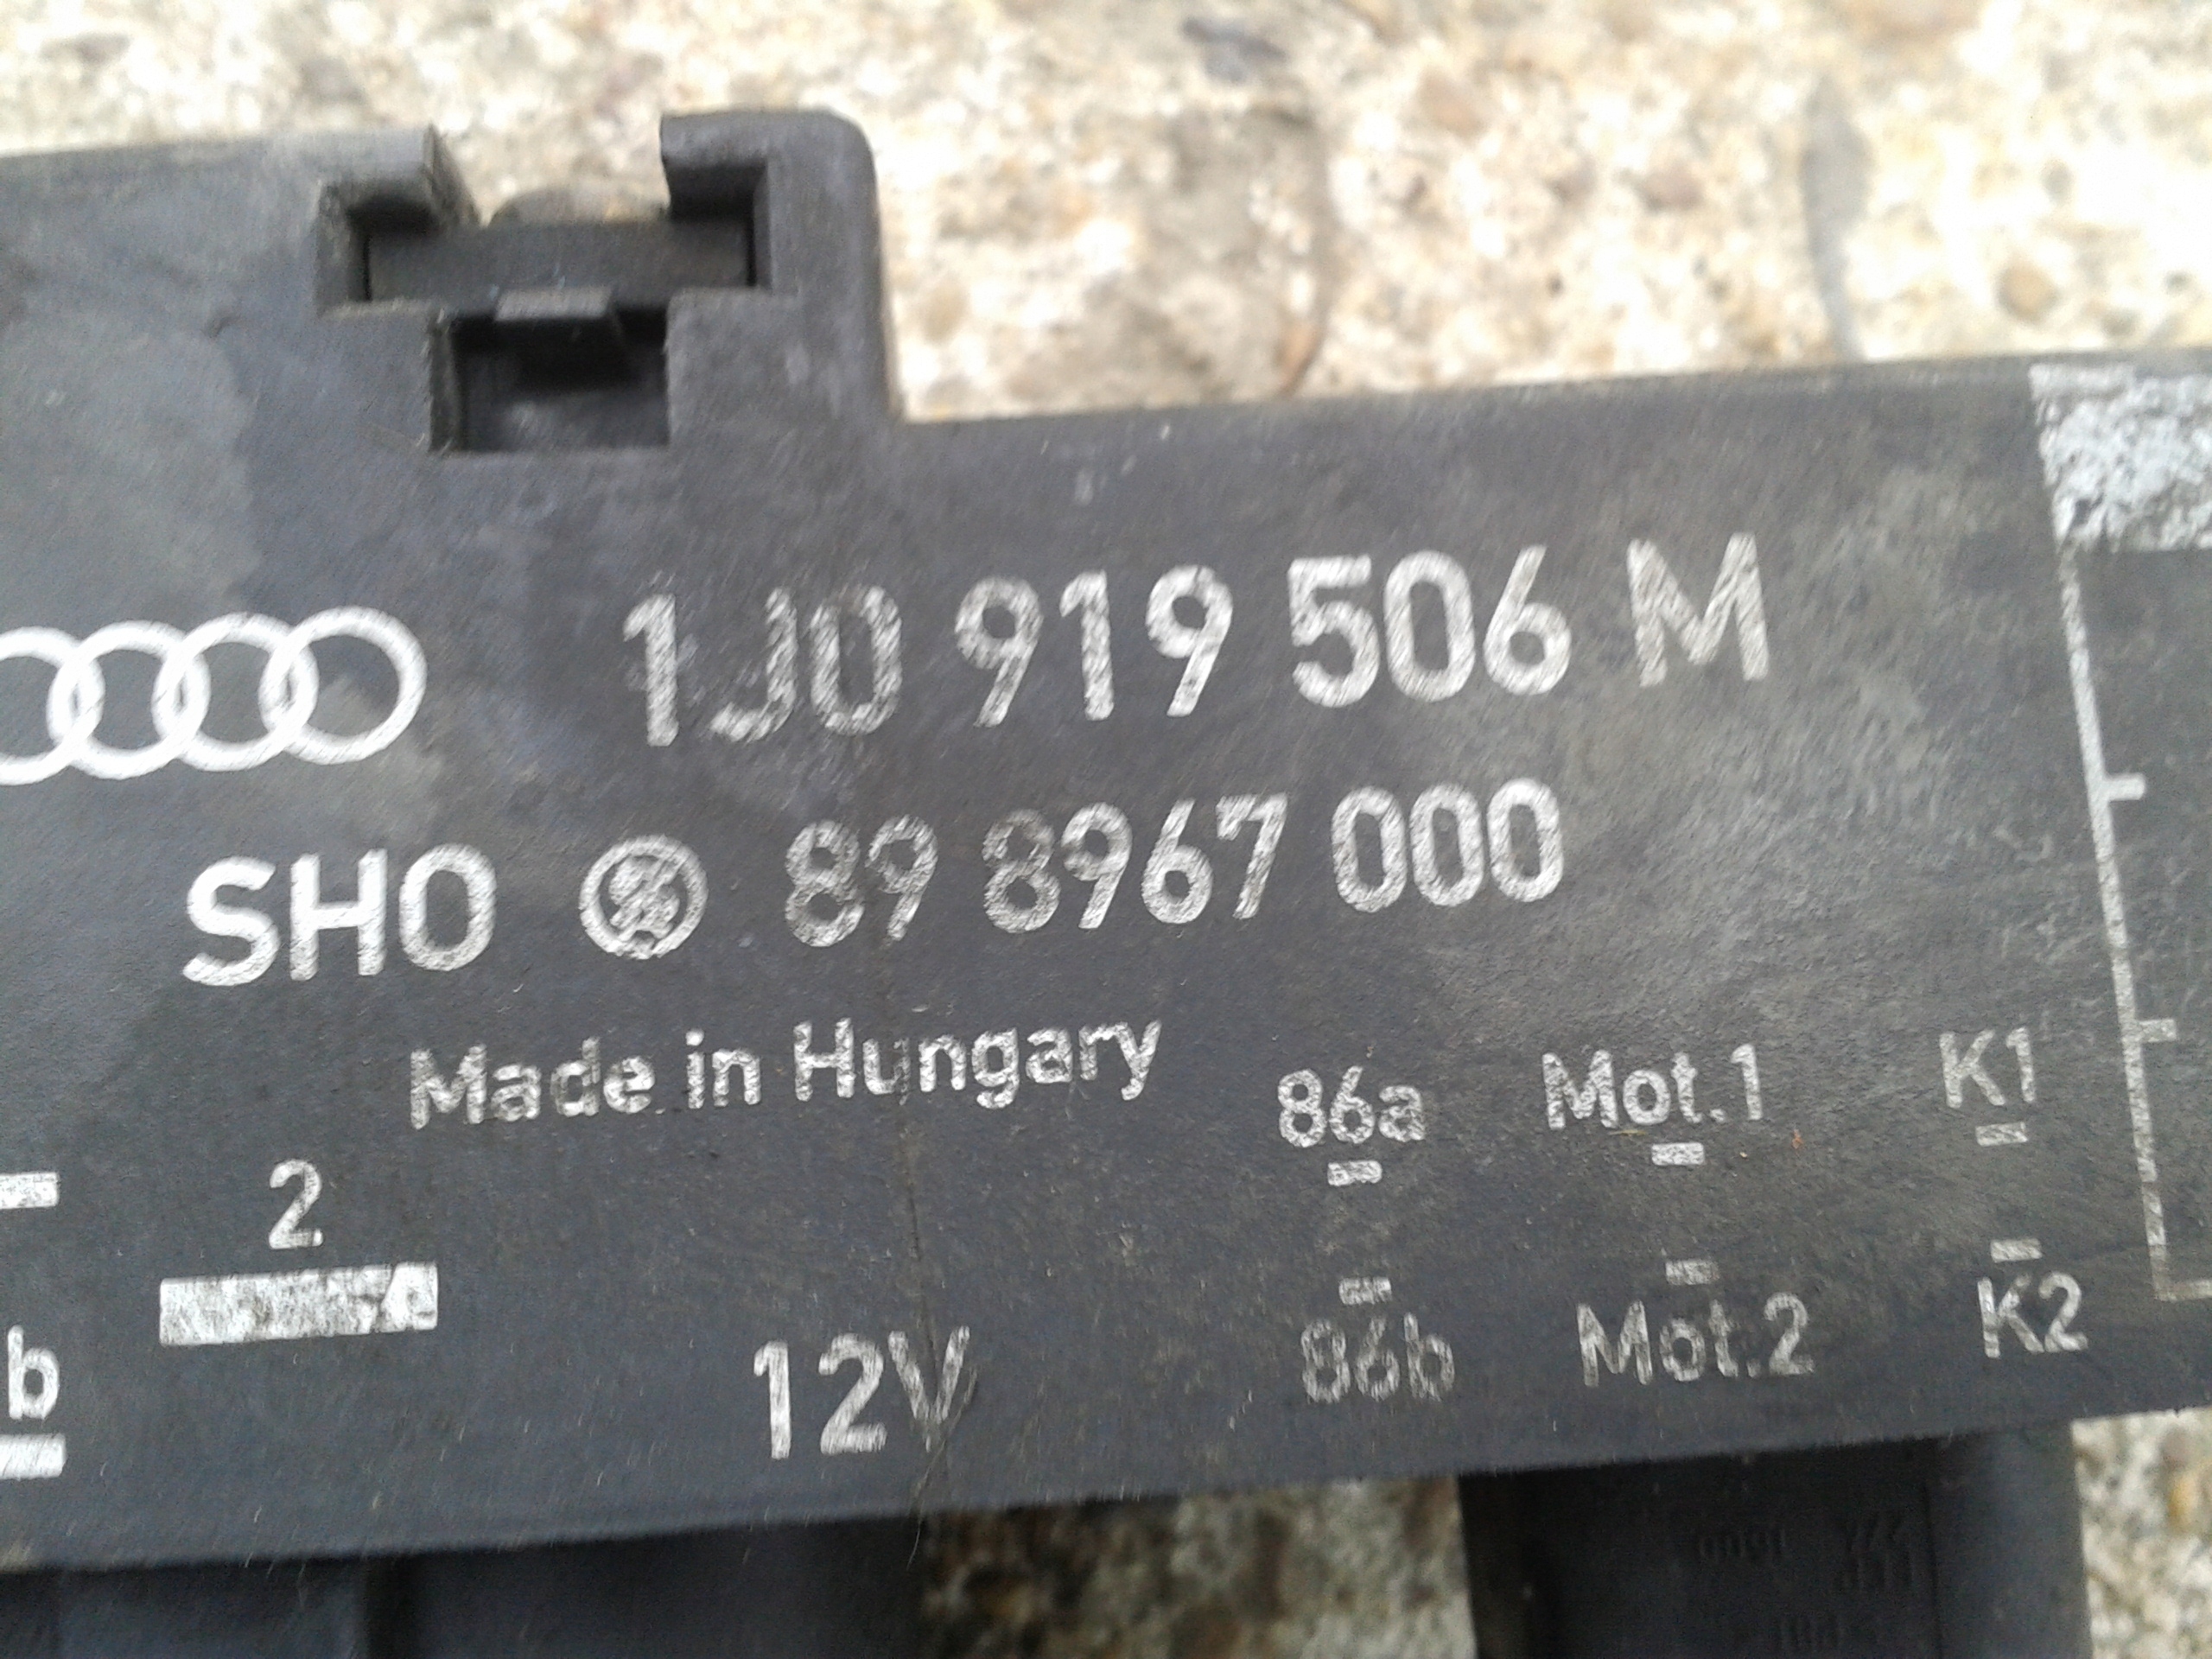 1J0 919 506 M
SHO 89 8967 000
Made in Hungary
86a Mot.1 K1
2
b
12V
86b Mot.2 K2